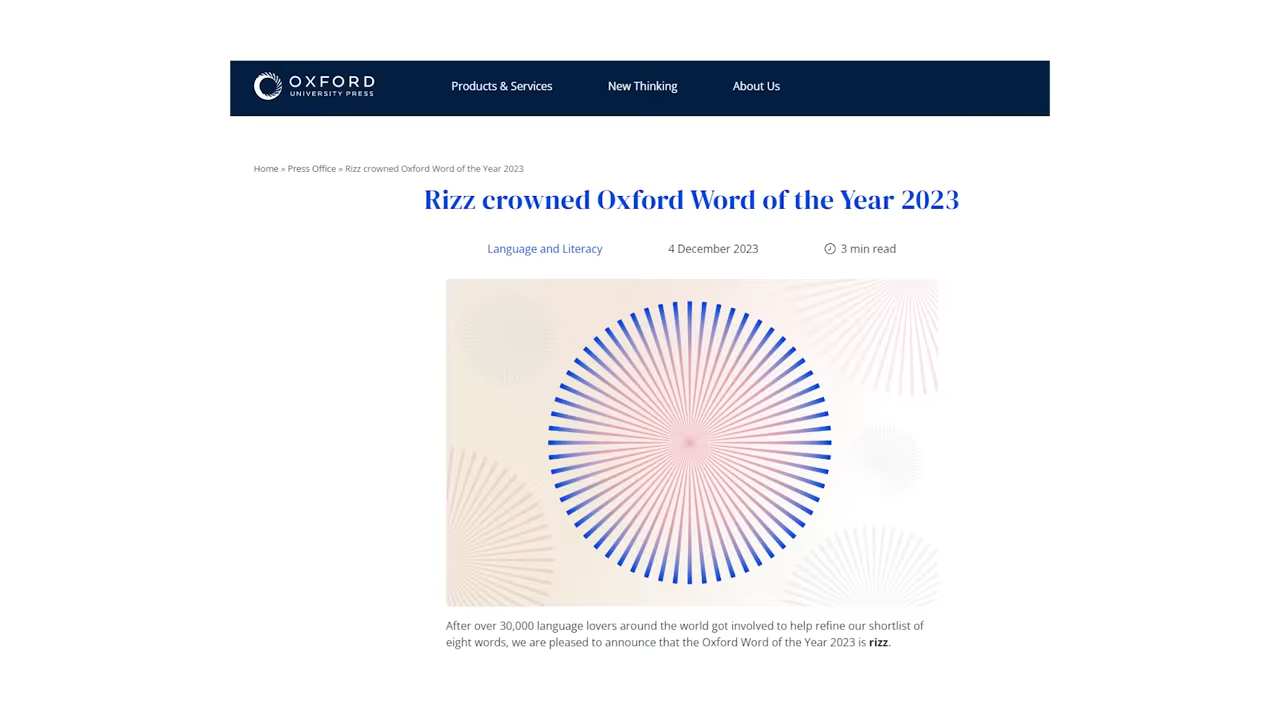 OXFORD
UNIVERSITY PRESS
Products & Services
New Thinking
About Us
Home » Press Office » Rizz crowned Oxford Word of the Year 2023
Rizz crowned Oxford Word of the Year 2023
Language and Literacy
4 December 2023
3 min read
After over 30,000 language lovers around the world got involved to help refine our shortlist of
eight words, we are pleased to announce that the Oxford Word of the Year 2023 is rizz.